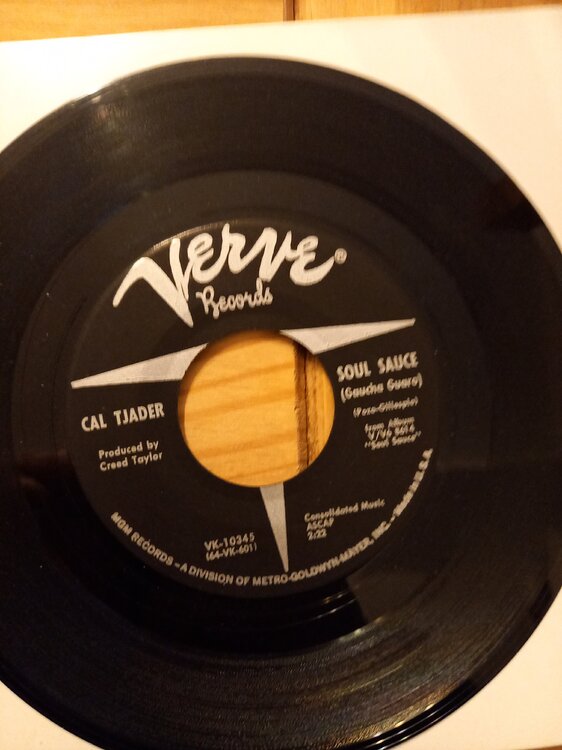 VERVE®
Records
CAL TJADER
Produced by
Creed Taylor
SOUL SAUCE
(Gaucha Guaro)
(Pozo-Gillespie)
from Album
V/V6 8614
"Soul Sauce"
VK-10345
(64-VK-601)
Consolidated Music
ASCAP
2:22
MGM RECORDS – A DIVISION OF METRO-GOLDWYN-MAYER, INC. – MADE IN U.S.A.